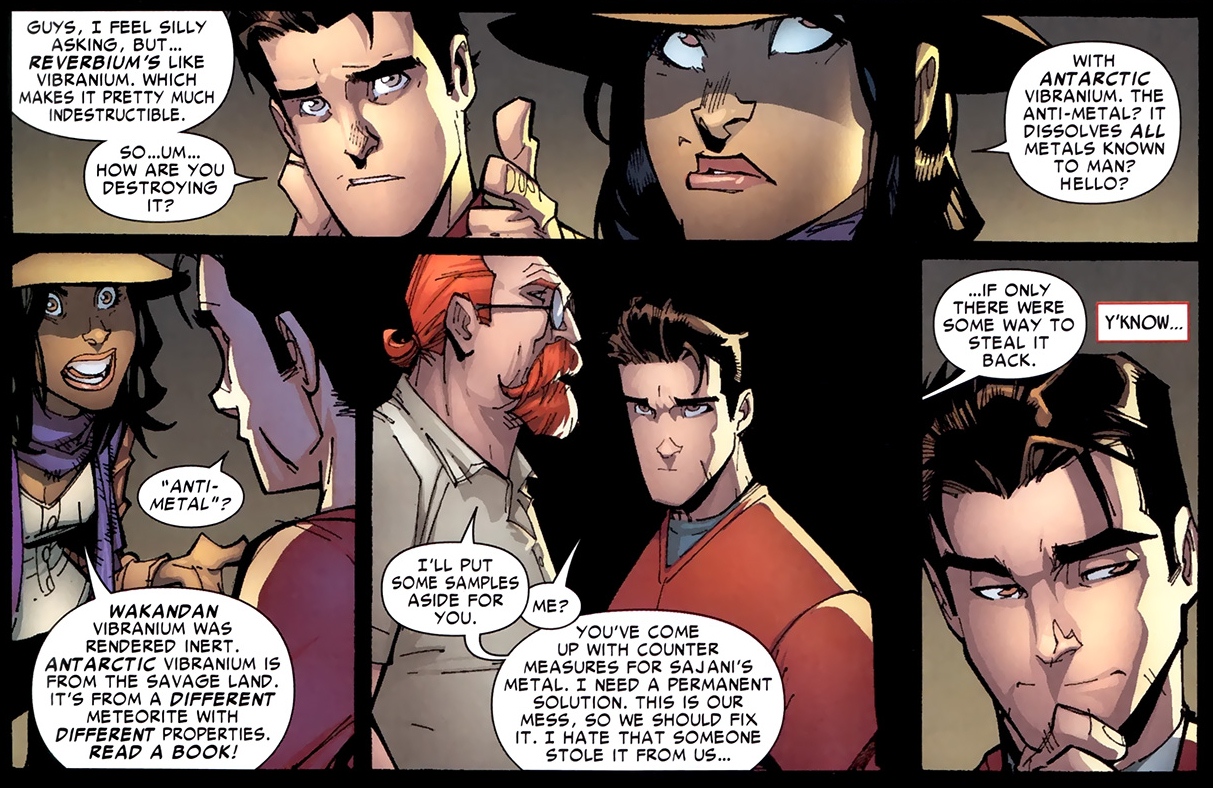 GUYS, I FEEL SILLY
ASKING, BUT...
REVERBIUM'S LIKE
VIBRANIUM. WHICH
MAKES IT PRETTY MUCH
INDESTRUCTIBLE.
SO...UM...
HOW ARE YOU
DESTROYING
IT?
WITH
ANTARCTIC
VIBRANIUM. THE
ANTI-METAL? IT
DISSOLVES ALL
METALS KNOWN
TO MAN?
HELLO?
"ANTI-
METAL"?
WAKANDAN
VIBRANIUM WAS
RENDERED INERT.
ANTARCTIC VIBRANIUM IS
FROM THE SAVAGE LAND.
IT'S FROM A DIFFERENT
METEORITE WITH
DIFFERENT PROPERTIES.
READ A BOOK!
I'LL PUT
SOME SAMPLES
ASIDE FOR
YOU.
ME?
YOU'VE COME
UP WITH COUNTER
MEASURES FOR SAJANI'S
METAL. I NEED A PERMANENT
SOLUTION. THIS IS OUR
MESS, SO WE SHOULD FIX
IT. I HATE THAT SOMEONE
STOLE IT FROM US...
...IF ONLY
THERE WERE
SOME WAY TO
STEAL IT
BACK.
Y'KNOW...